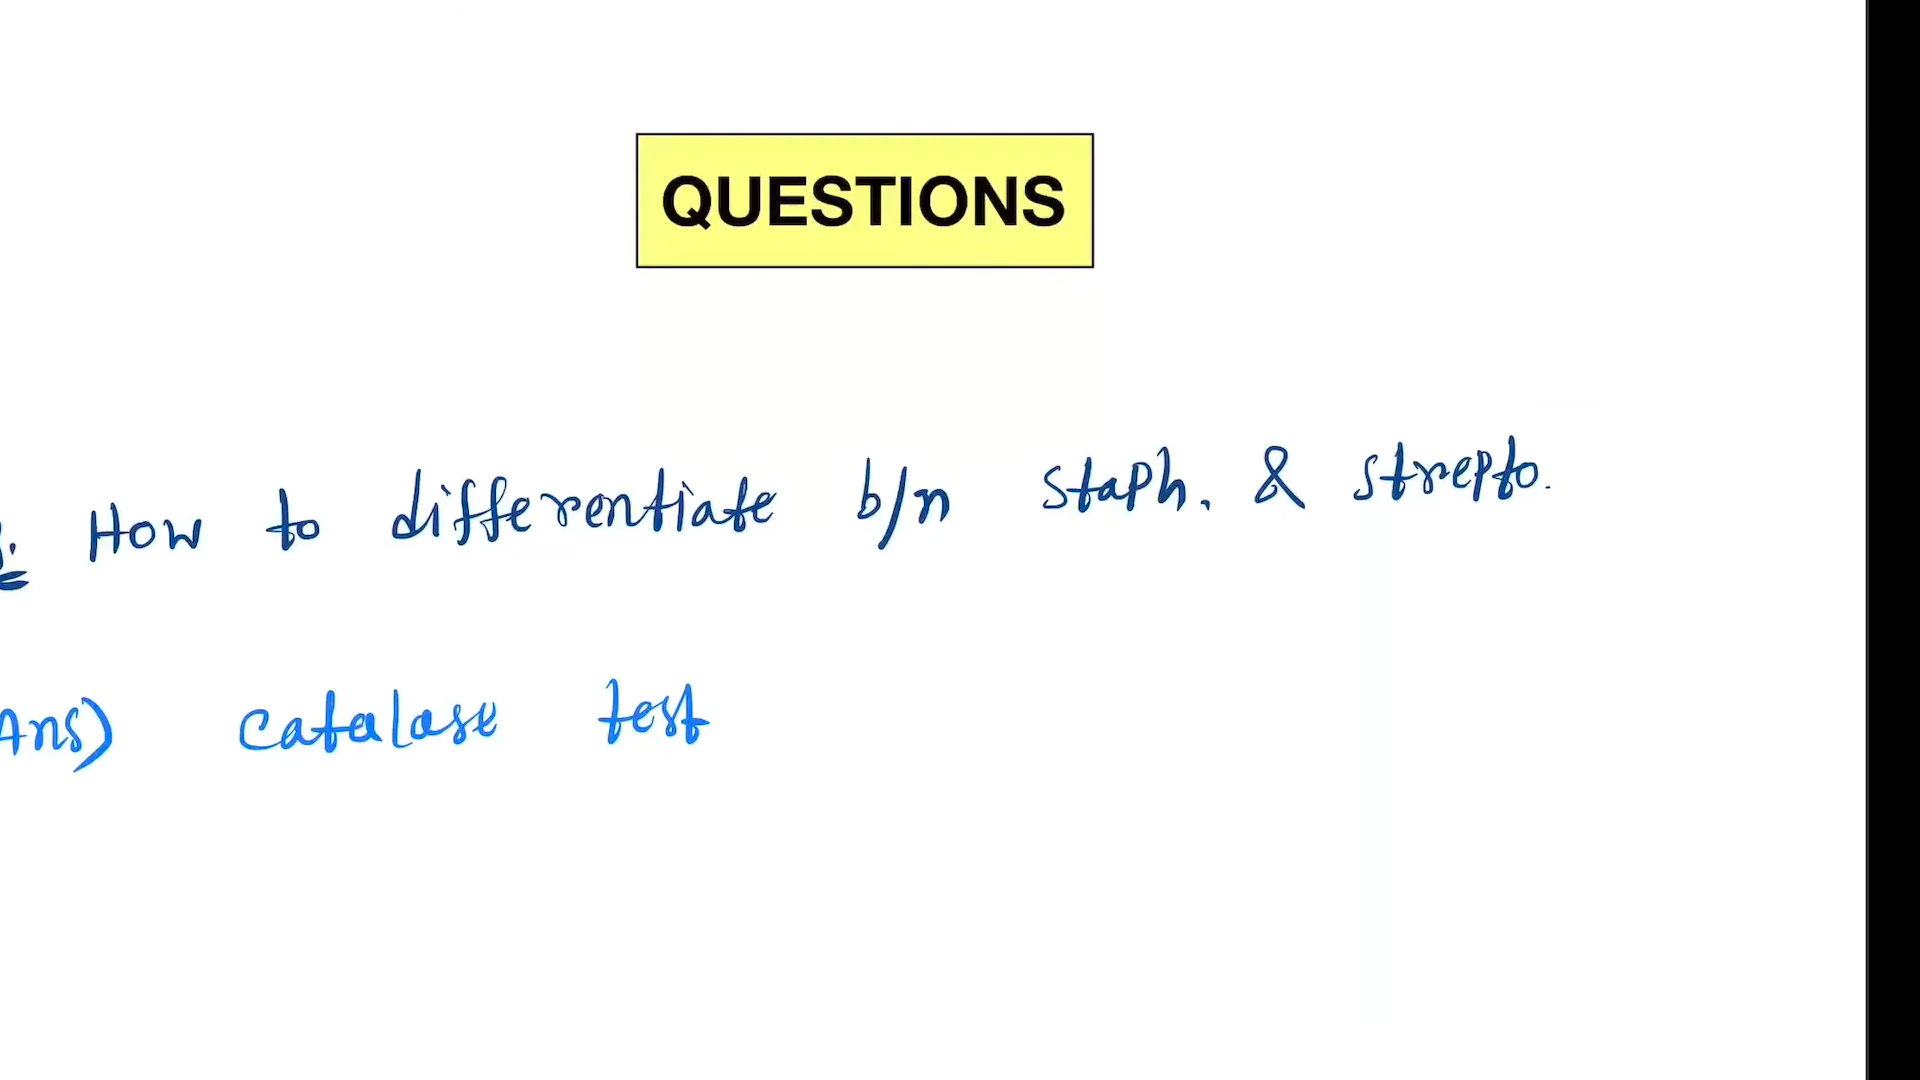 QUESTIONS
How to differentiate b/n staph. & strepto.
Ans) catalase test